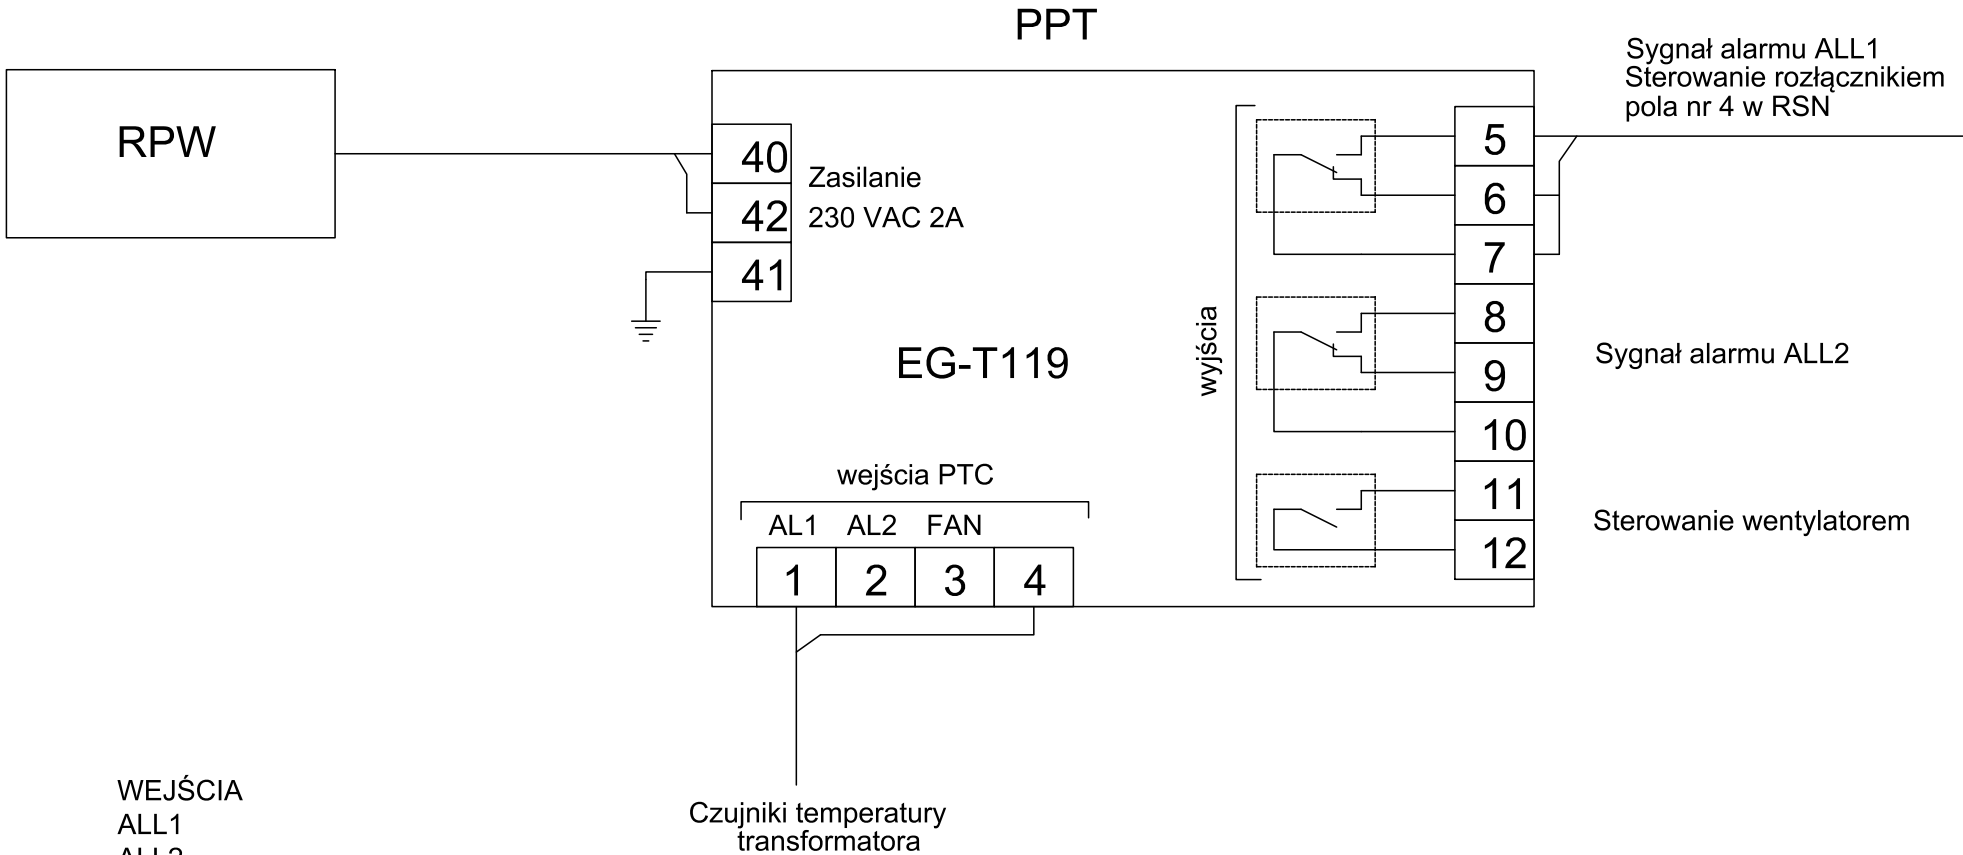 PPT
Sygnał alarmu ALL1
Sterowanie rozłącznikiem
pola nr 4 w RSN
RPW
40
42
41
Zasilanie
230 VAC 2A
EG-T119
wyjścia
5
6
7
8
9
10
11
12
Sygnał alarmu ALL2
Sterowanie wentylatorem
wejścia PTC
AL1 AL2 FAN
1 2 3 4
Czujniki temperatury
transformatora
WEJŚCIA
ALL1
ALL2